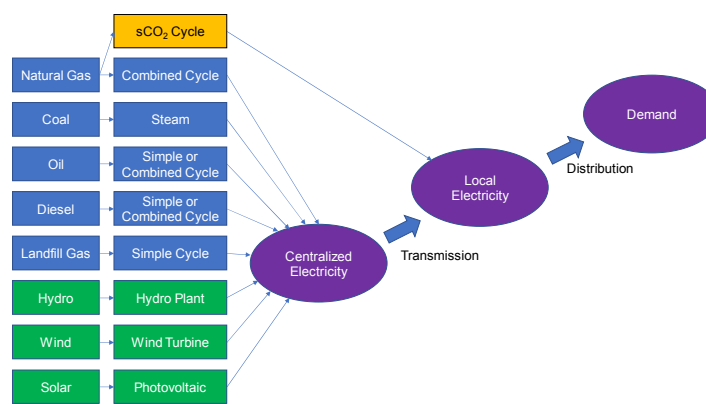 sCO₂ Cycle
Natural Gas
Combined Cycle
Coal
Steam
Oil
Simple or
Combined Cycle
Diesel
Simple or
Combined Cycle
Landfill Gas
Simple Cycle
Hydro
Hydro Plant
Wind
Wind Turbine
Solar
Photovoltaic
Centralized
Electricity
Transmission
Local
Electricity
Distribution
Demand